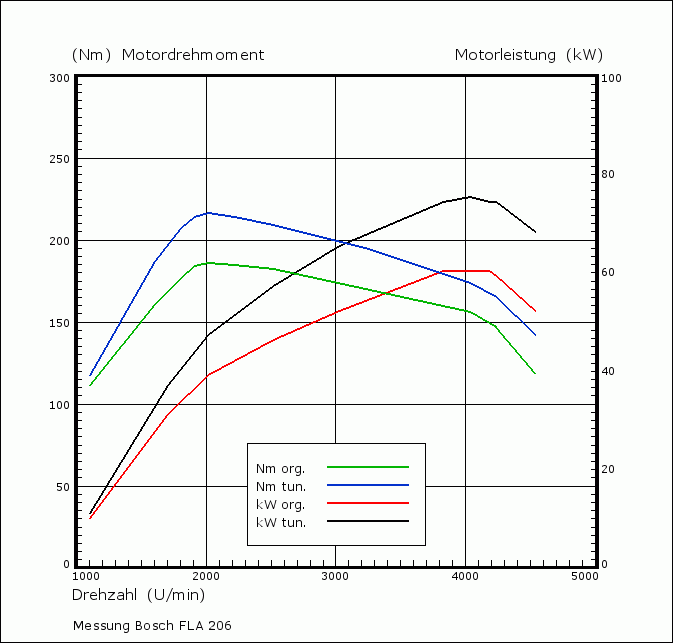 (Nm) Motordrehmoment Motorleistung (kW)
300 100
250
80
200
60
150
40
100
20
50
0 0
1000 2000 3000 4000 5000
Nm org.
Nm tun.
kW org.
kW tun.
Drehzahl (U/min)
Messung Bosch FLA 206